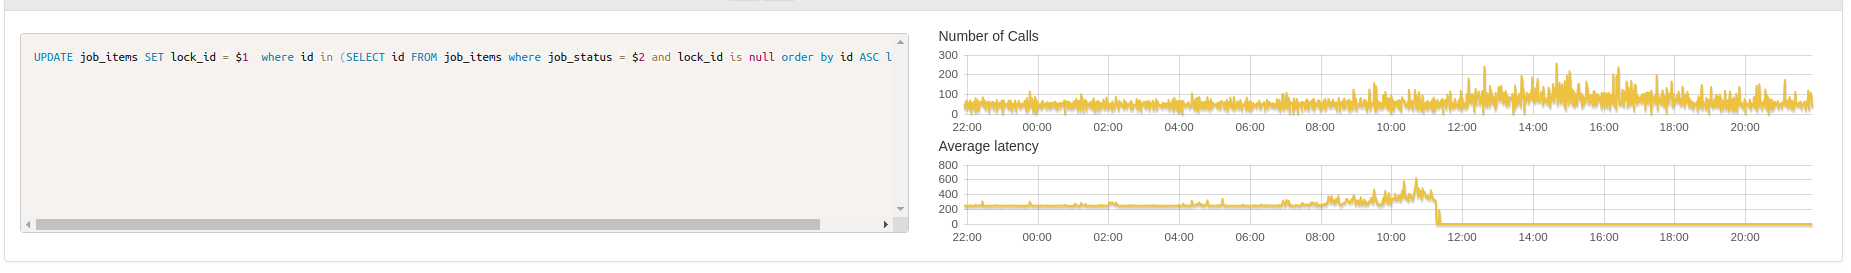 UPDATE job_items SET lock_id = $1  where id in (SELECT id FROM job_items where job_status = $2 and lock_id is null order by id ASC l
Number of Calls
300
200
100
0
22:00 00:00 02:00 04:00 06:00 08:00 10:00 12:00 14:00 16:00 18:00 20:00
Average latency
800
600
400
200
0
22:00 00:00 02:00 04:00 06:00 08:00 10:00 12:00 14:00 16:00 18:00 20:00